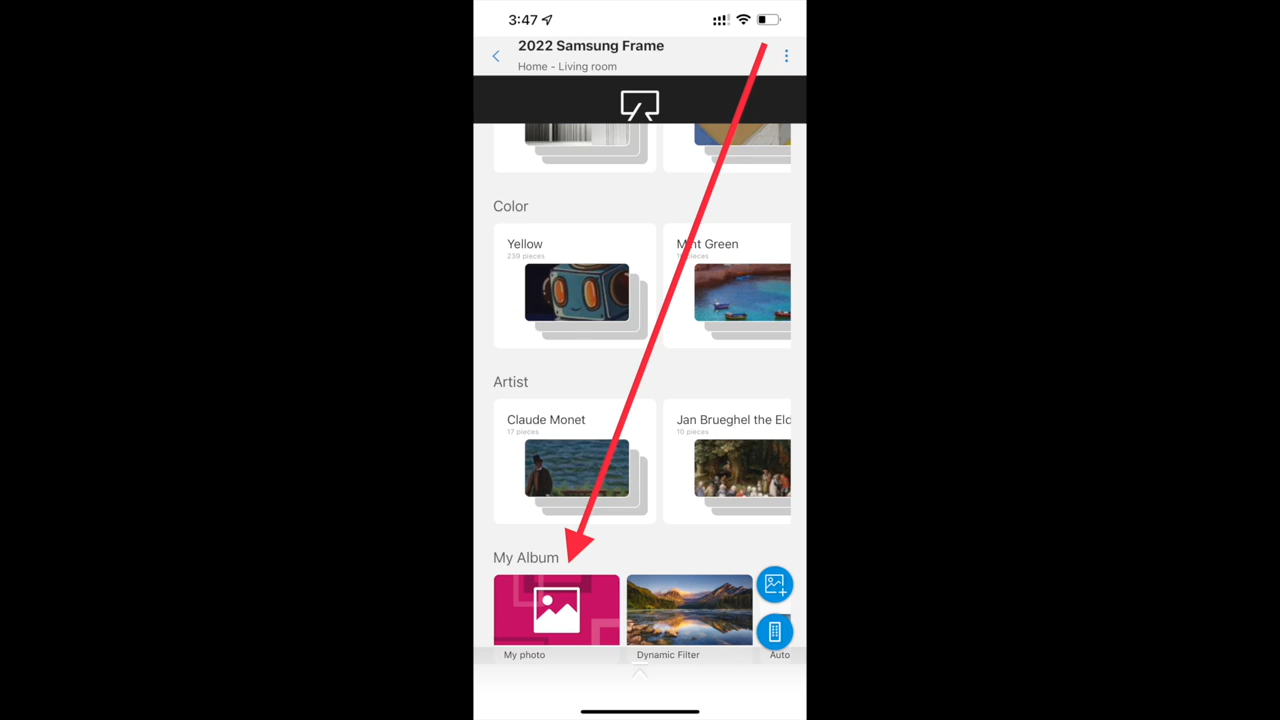 3:47
2022 Samsung Frame
Home - Living room
Color
Yellow
239 pieces
Mint Green
pieces
Artist
Claude Monet
17 pieces
Jan Brueghel the Eld
10 pieces
My Album
My photo
Dynamic Filter
Auto